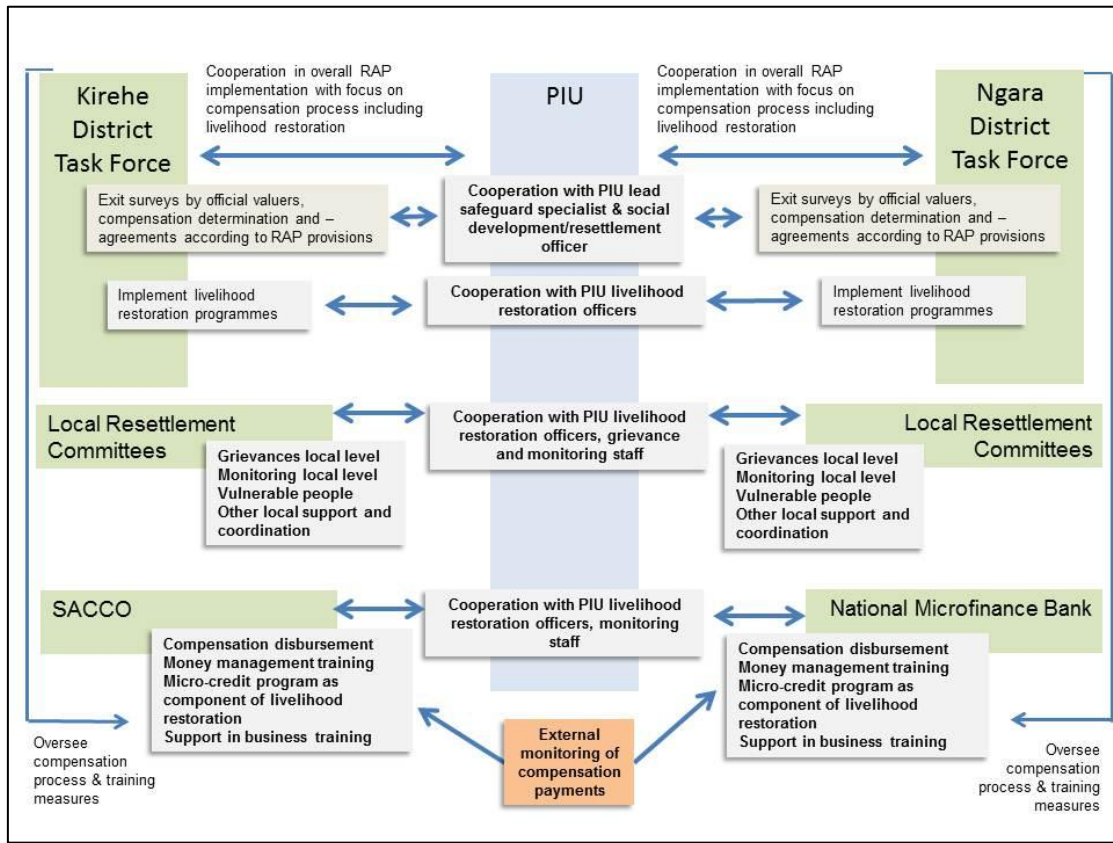 Kirehe
District
Task Force
Cooperation in overall RAP
implementation with focus on
compensation process including
livelihood restoration
PIU
Cooperation in overall RAP
implementation with focus on
compensation process including
livelihood restoration
Ngara
District
Task Force
Exit surveys by official valuers,
compensation determination and –
agreements according to RAP provisions
Cooperation with PIU lead
safeguard specialist & social
development/resettlement
officer
Exit surveys by official valuers,
compensation determination and –
agreements according to RAP provisions
Implement livelihood
restoration programmes
Cooperation with PIU livelihood
restoration officers
Implement livelihood
restoration programmes
Local Resettlement
Committees
Grievances local level
Monitoring local level
Vulnerable people
Other local support and
coordination
Cooperation with PIU livelihood
restoration officers, grievance
and monitoring staff
Local Resettlement
Committees
Grievances local level
Monitoring local level
Vulnerable people
Other local support and
coordination
SACCO
Compensation disbursement
Money management training
Micro-credit program as
component of livelihood
restoration
Support in business training
Cooperation with PIU livelihood
restoration officers, monitoring
staff
National Microfinance Bank
Compensation disbursement
Money management training
Micro-credit program as
component of livelihood
restoration
Support in business training
Oversee
compensation
process & training
measures
External
monitoring of
compensation
payments
Oversee
compensation
process & training
measures